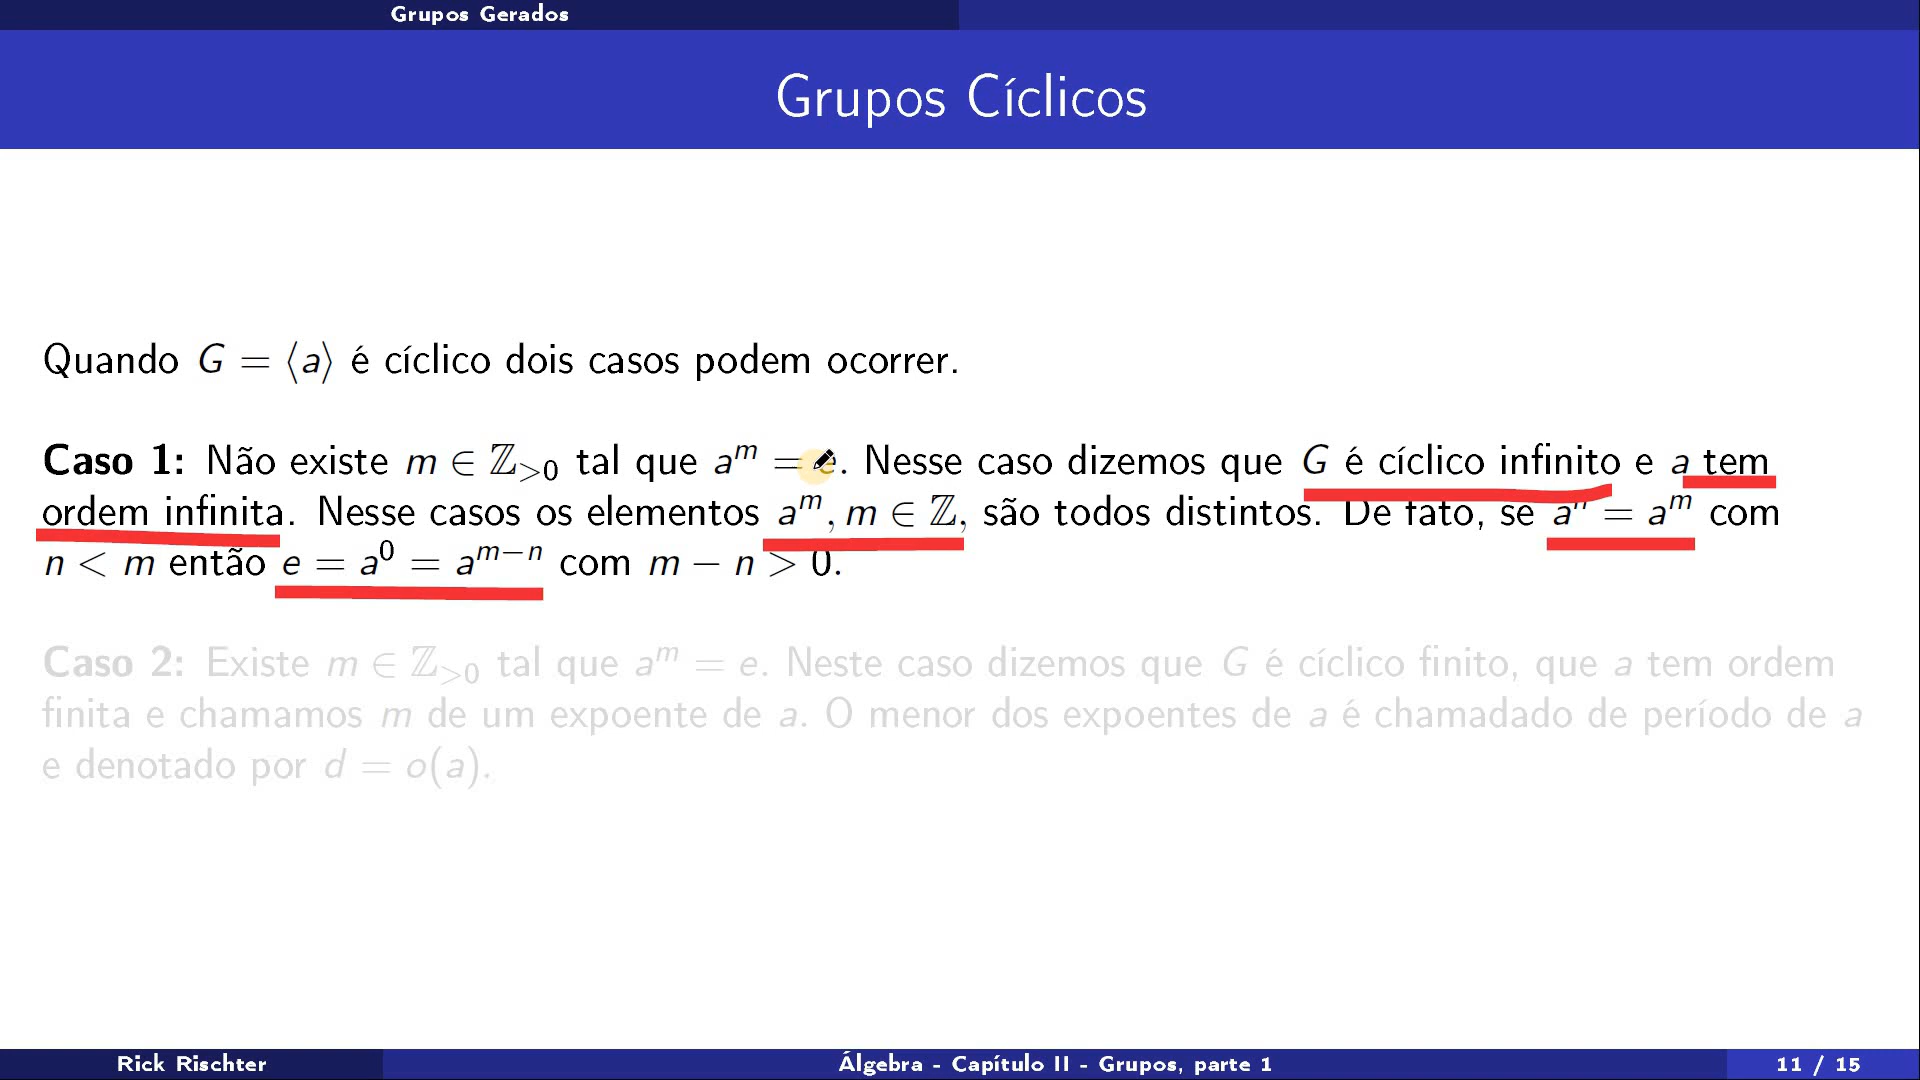 Grupos Gerados
Grupos Cíclicos
Quando G = ⟨a⟩ é cíclico dois casos podem ocorrer.
Caso 1: Não existe m ∈ ℤ>0 tal que aᵐ = e. Nesse caso dizemos que G é cíclico infinito e a tem
ordem infinita. Nesse casos os elementos aᵐ, m ∈ ℤ, são todos distintos. De fato, se aⁿ = aᵐ com
n < m então e = a⁰ = aᵐ⁻ⁿ com m − n > 0.
Caso 2: Existe m ∈ ℤ>0 tal que aᵐ = e. Neste caso dizemos que G é cíclico finito, que a tem ordem
finita e chamamos m de um expoente de a. O menor dos expoentes de a é chamadado de período de a
e denotado por d = o(a).
Rick Rischter
Álgebra - Capítulo II - Grupos, parte 1
11 / 15